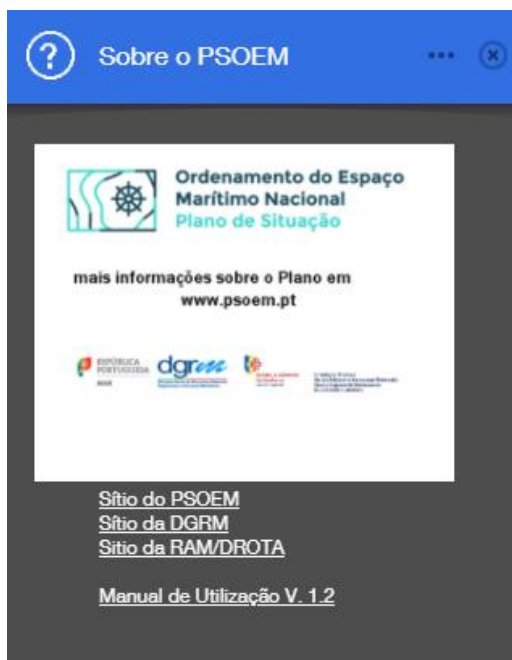 Sobre o PSOEM
Ordenamento do Espaço
Marítimo Nacional
Plano de Situação
mais informações sobre o Plano em
www.psoem.pt
REPÚBLICA
PORTUGUESA
dgrm
Sítio do PSOEM
Sítio da DGRM
Sitio da RAM/DROTA
Manual de Utilização V. 1.2